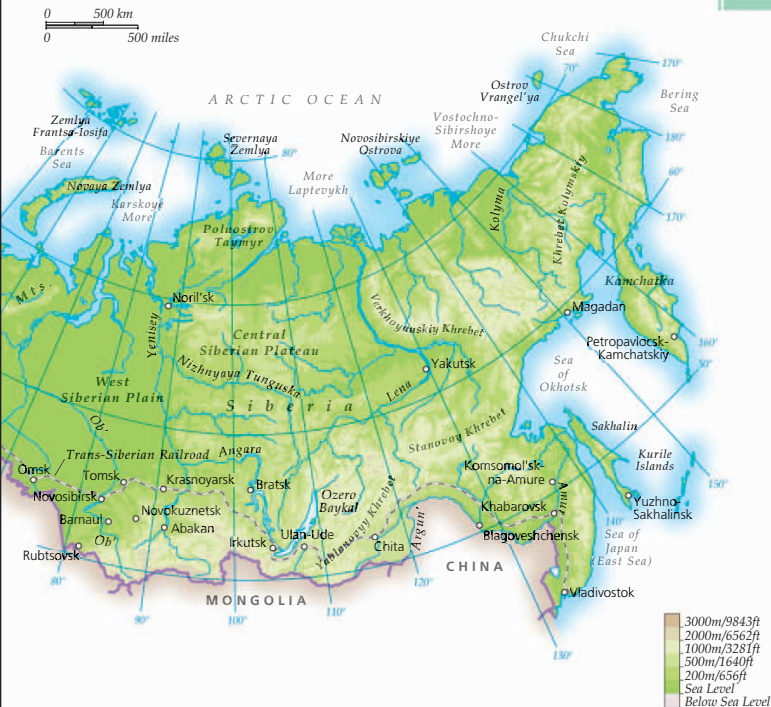 0 500 km
0 500 miles
Chukchi
Sea
70°
170°
Ostrov
Vrangel'ya
Bering
Sea
ARCTIC OCEAN
Zemlya
Frantsa-Iosifa
Barents
Sea
Severnaya
Zemlya
80°
Novosibirskiye
Ostrova
Vostochno-
Sibirshoye
More
180°
60°
170°
Novaya Zemlya
Karskoye
More
More
Laptevykh
Kolyma
Khrebet Kolymskiy
Poluostrov
Taymyr
Mts.
Noril'sk
Kamchatka
Magadan
Petropavlocsk-
Kamchatskiy
160°
50°
Yenisey
Central
Siberian Plateau
Verkhoyanskiy Khrebet
Nizhnyaya Tunguska
Yakutsk
Sea
of
Okhotsk
West
Siberian Plain
Siberia
Lena
Ob'
Stanovoy Khrebet
Sakhalin
Kurile
Islands
Trans-Siberian Railroad
Angara
Omsk
Tomsk
Krasnoyarsk
Bratsk
Komsomol'sk-
na-Amure
150°
Novosibirsk
Ozero
Baykal
Yablonovyy Khrebet
Amur
Yuzhno-
Sakhalinsk
Barnaul
Novokuznetsk
Abakan
Khabarovsk
140°
Ob'
Irkutsk
Ulan-Ude
Chita
Argun'
Blagoveshchensk
Sea of
Japan
(East Sea)
Rubtsovsk
80°
CHINA
120°
MONGOLIA
Vladivostok
90°
100°
110°
130°
3000m/9843ft
2000m/6562ft
1000m/3281ft
500m/1640ft
200m/656ft
Sea Level
Below Sea Level